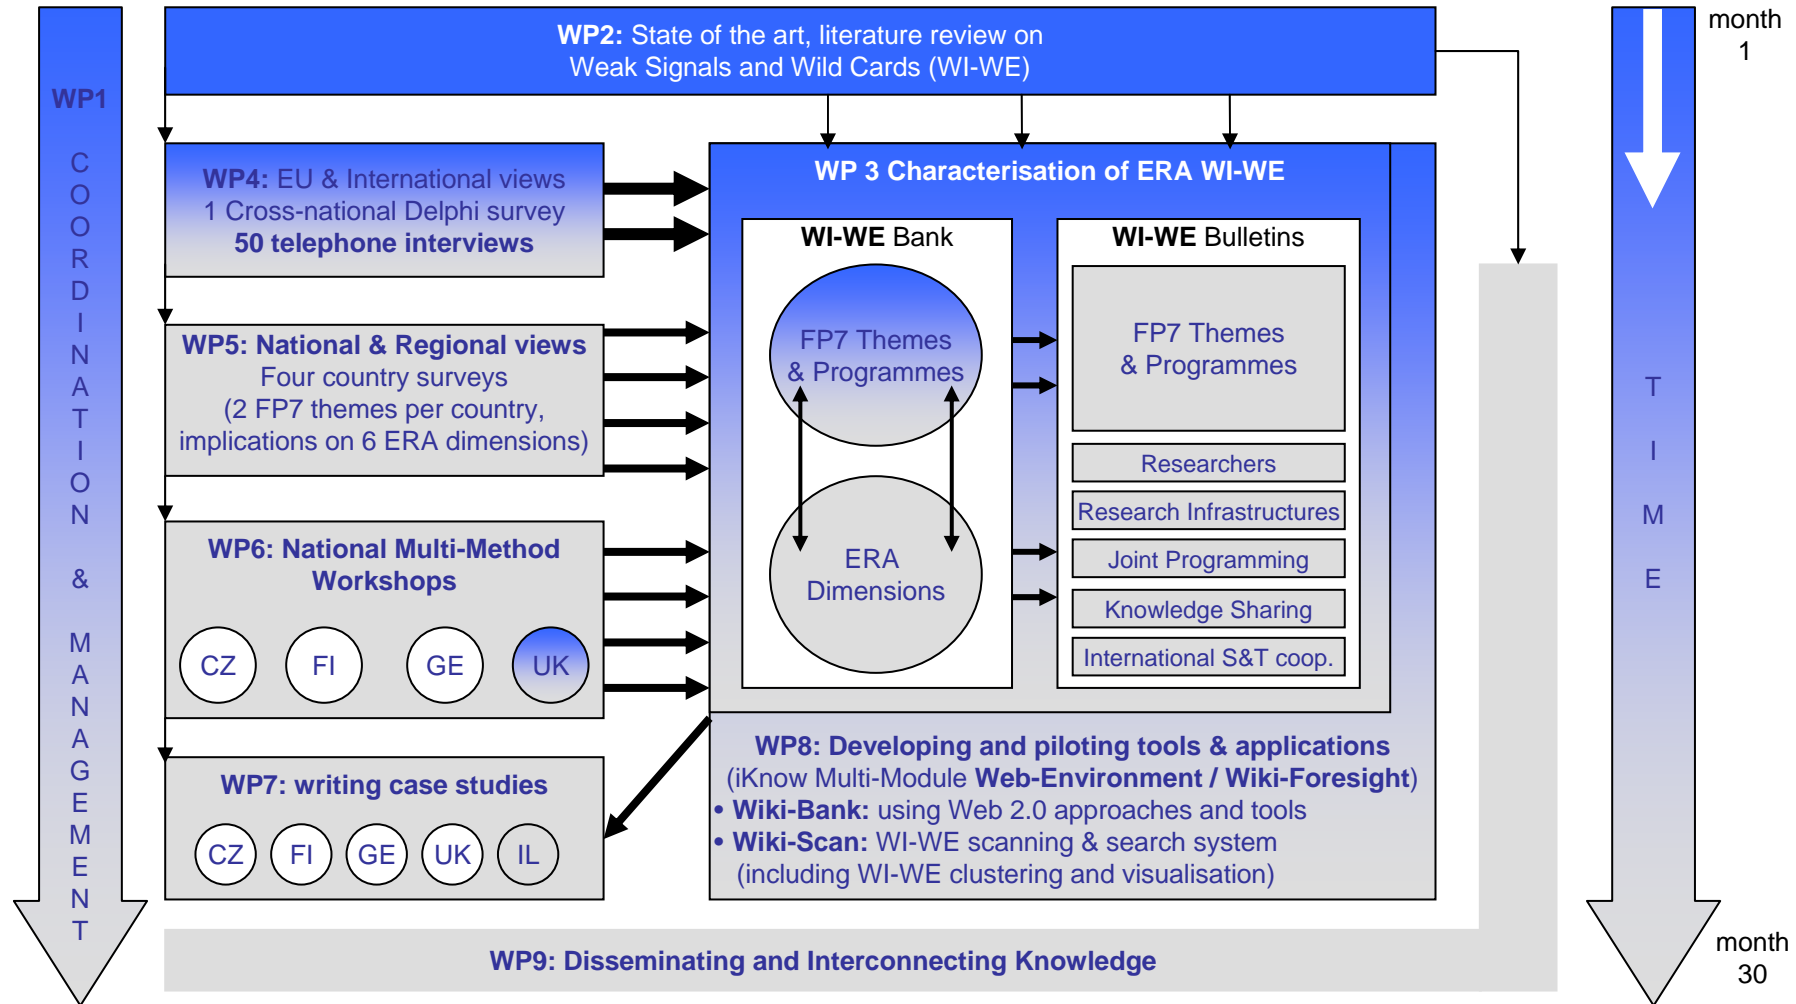 WP2: State of the art, literature review on
Weak Signals and Wild Cards (WI-WE)
month
1
WP1
COORDINATION
&
MANAGEMENT
WP4: EU & International views
1 Cross-national Delphi survey
50 telephone interviews
WP 3 Characterisation of ERA WI-WE
WI-WE Bank
FP7 Themes
& Programmes
ERA
Dimensions
WI-WE Bulletins
FP7 Themes
& Programmes
Researchers
Research Infrastructures
Joint Programming
Knowledge Sharing
International S&T coop.
WP5: National & Regional views
Four country surveys
(2 FP7 themes per country,
implications on 6 ERA dimensions)
WP6: National Multi-Method
Workshops
CZ
FI
GE
UK
WP7: writing case studies
CZ
FI
GE
UK
IL
WP8: Developing and piloting tools & applications
(iKnow Multi-Module Web-Environment / Wiki-Foresight)
• Wiki-Bank: using Web 2.0 approaches and tools
• Wiki-Scan: WI-WE scanning & search system
(including WI-WE clustering and visualisation)
TIME
WP9: Disseminating and Interconnecting Knowledge
month
30